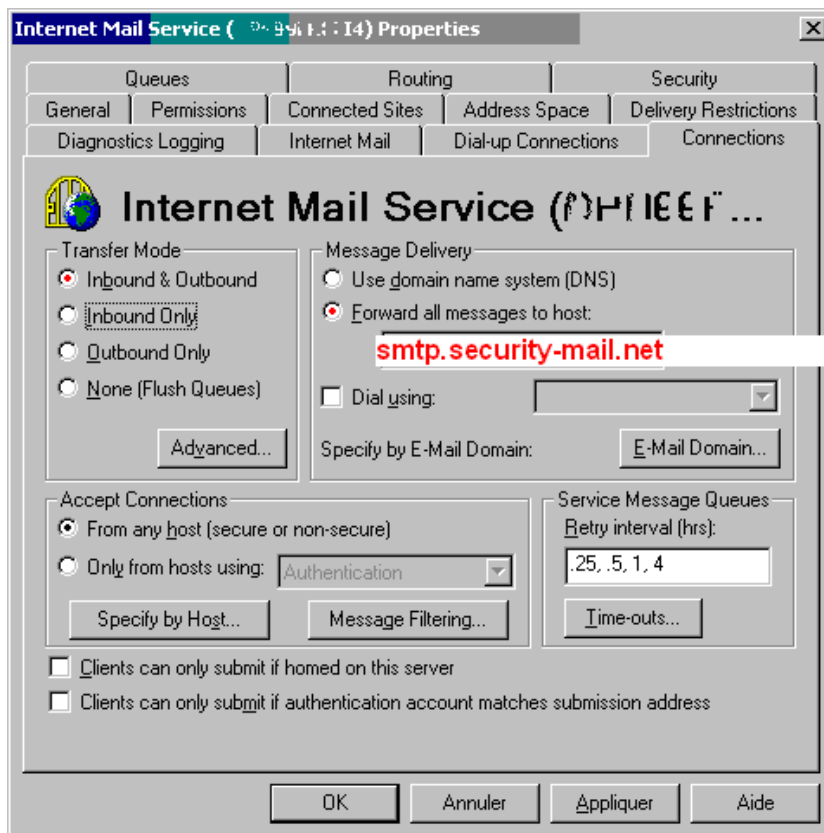 Internet Mail Service ( I4) Properties
Queues Routing Security
General Permissions Connected Sites Address Space Delivery Restrictions
Diagnostics Logging Internet Mail Dial-up Connections Connections
Internet Mail Service ( ...
Transfer Mode
Inbound & Outbound
Inbound Only
Outbound Only
None (Flush Queues)
Advanced...
Message Delivery
Use domain name system (DNS)
Forward all messages to host:
smtp.security-mail.net
Dial using:
Specify by E-Mail Domain: E-Mail Domain...
Accept Connections
From any host (secure or non-secure)
Only from hosts using: Authentication
Specify by Host... Message Filtering...
Service Message Queues
Retry interval (hrs):
.25, .5, 1, 4
Time-outs...
Clients can only submit if homed on this server
Clients can only submit if authentication account matches submission address
OK Annuler Appliquer Aide